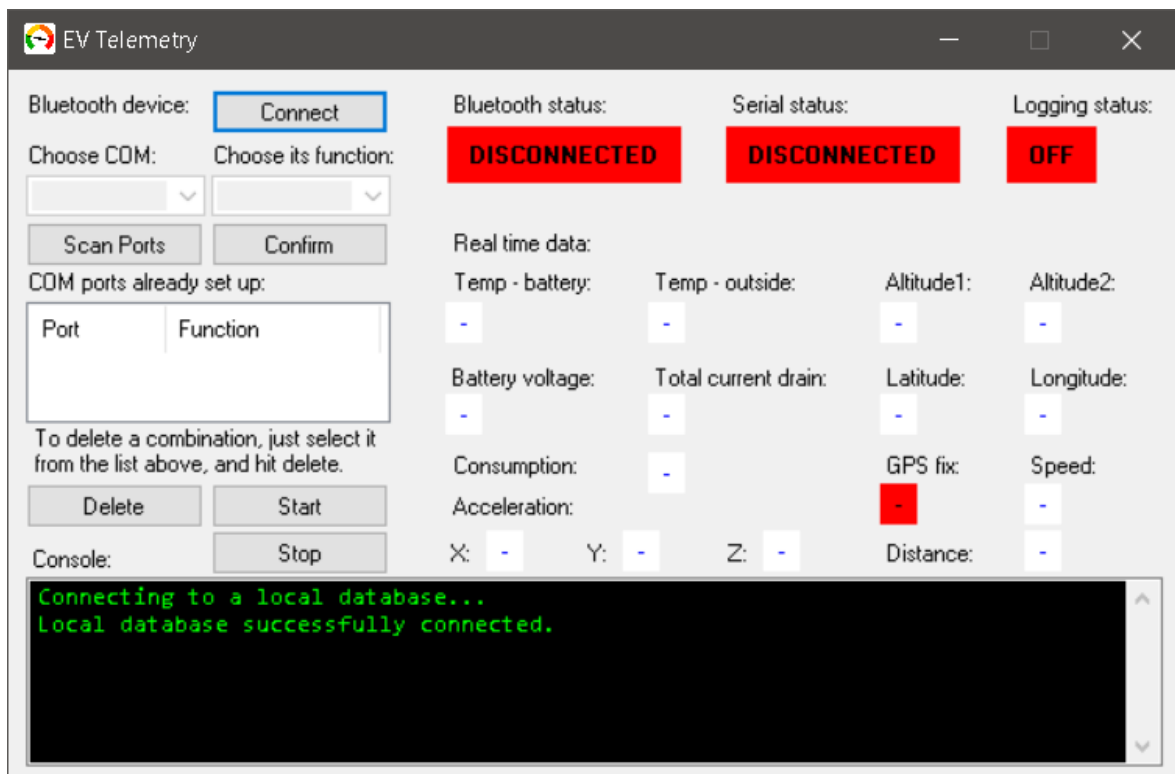 EV Telemetry
Bluetooth device:
Connect
Bluetooth status:
Serial status:
Logging status:
DISCONNECTED
DISCONNECTED
OFF
Choose COM:
Choose its function:
Scan Ports
Confirm
COM ports already set up:
Port
Function
To delete a combination, just select it
from the list above, and hit delete.
Delete
Start
Stop
Real time data:
Temp - battery:
Temp - outside:
Altitude1:
Altitude2:
-
-
-
-
Battery voltage:
Total current drain:
Latitude:
Longitude:
-
-
-
-
Consumption:
-
GPS fix:
Speed:
-
-
Acceleration:
X: -
Y: -
Z: -
Distance:
-
Console:
Connecting to a local database...
Local database successfully connected.